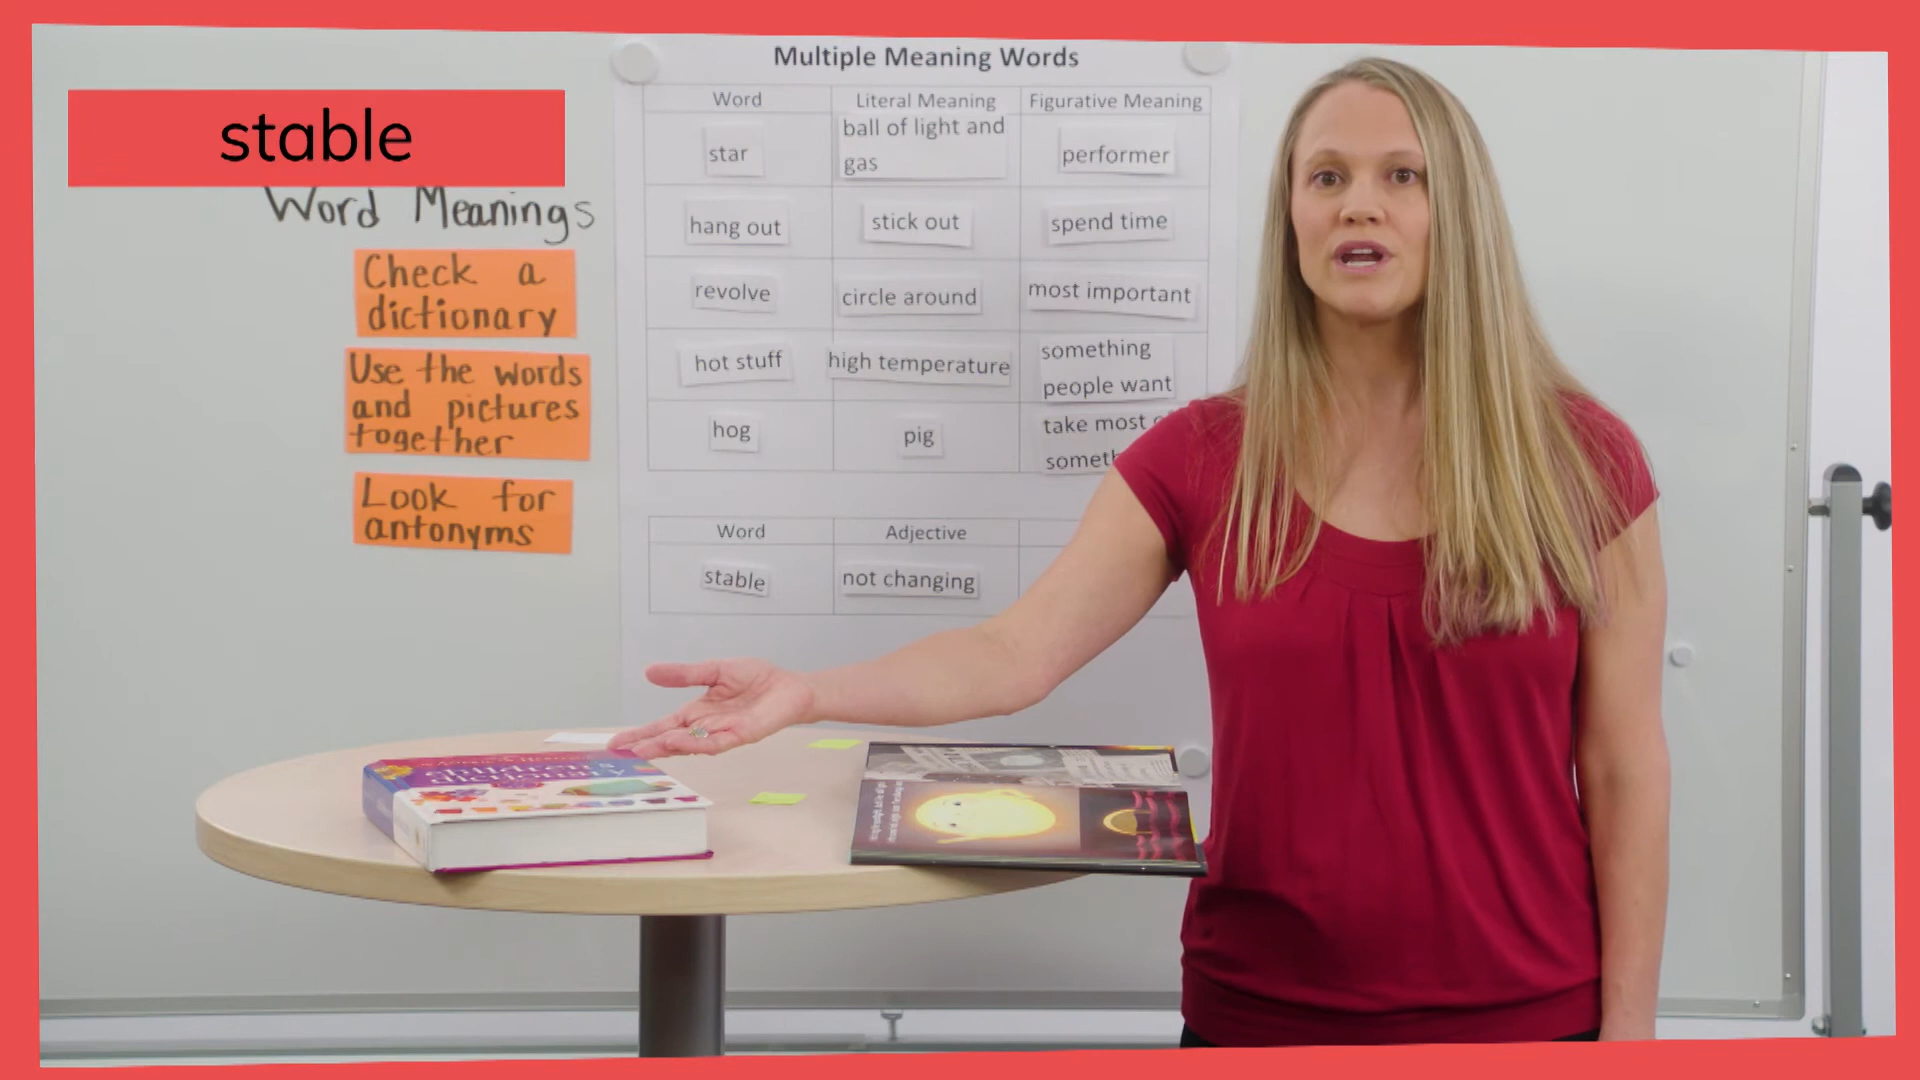 stable
Word Meanings
Check a
dictionary
Use the words
and pictures
together
Look for
antonyms
Multiple Meaning Words
Word Literal Meaning Figurative Meaning
star
ball of light and
gas
performer
hang out
stick out
spend time
revolve
circle around
most important
hot stuff
high temperature
something
people want
hog
pig
take most
Word Adjective
stable
not changing